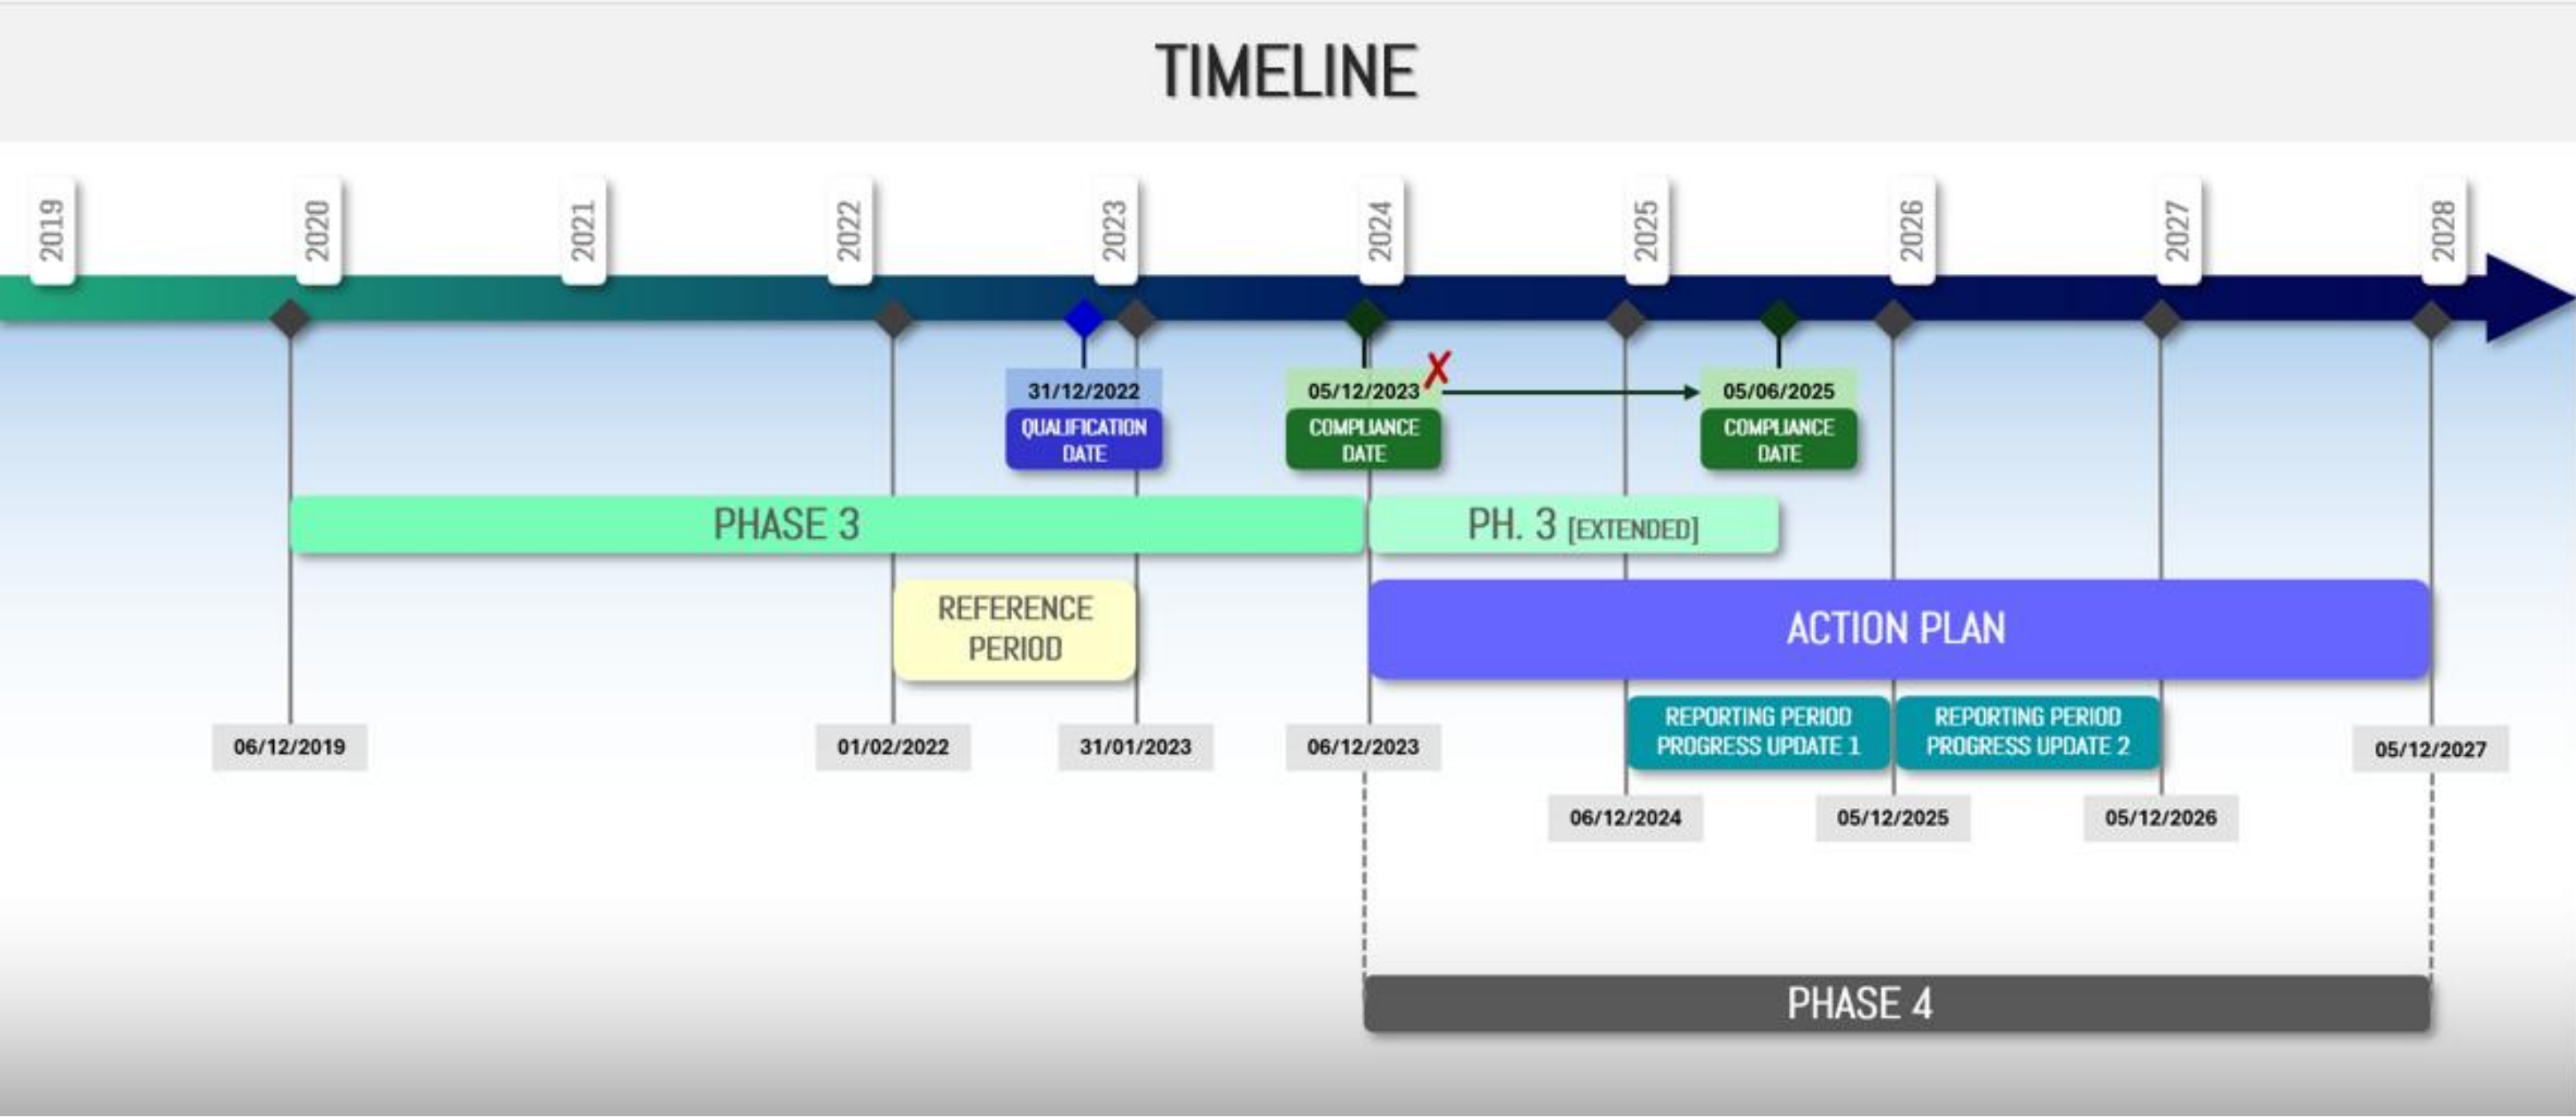 TIMELINE
2019
2020
2021
2022
2023
2024
2025
2026
2027
2028
31/12/2022
QUALIFICATION
DATE
05/12/2023
✗
COMPLIANCE
DATE
05/06/2025
COMPLIANCE
DATE
PHASE 3
PH. 3 [EXTENDED]
REFERENCE
PERIOD
ACTION PLAN
REPORTING PERIOD
PROGRESS UPDATE 1
REPORTING PERIOD
PROGRESS UPDATE 2
06/12/2019
01/02/2022
31/01/2023
06/12/2023
05/12/2027
06/12/2024
05/12/2025
05/12/2026
PHASE 4